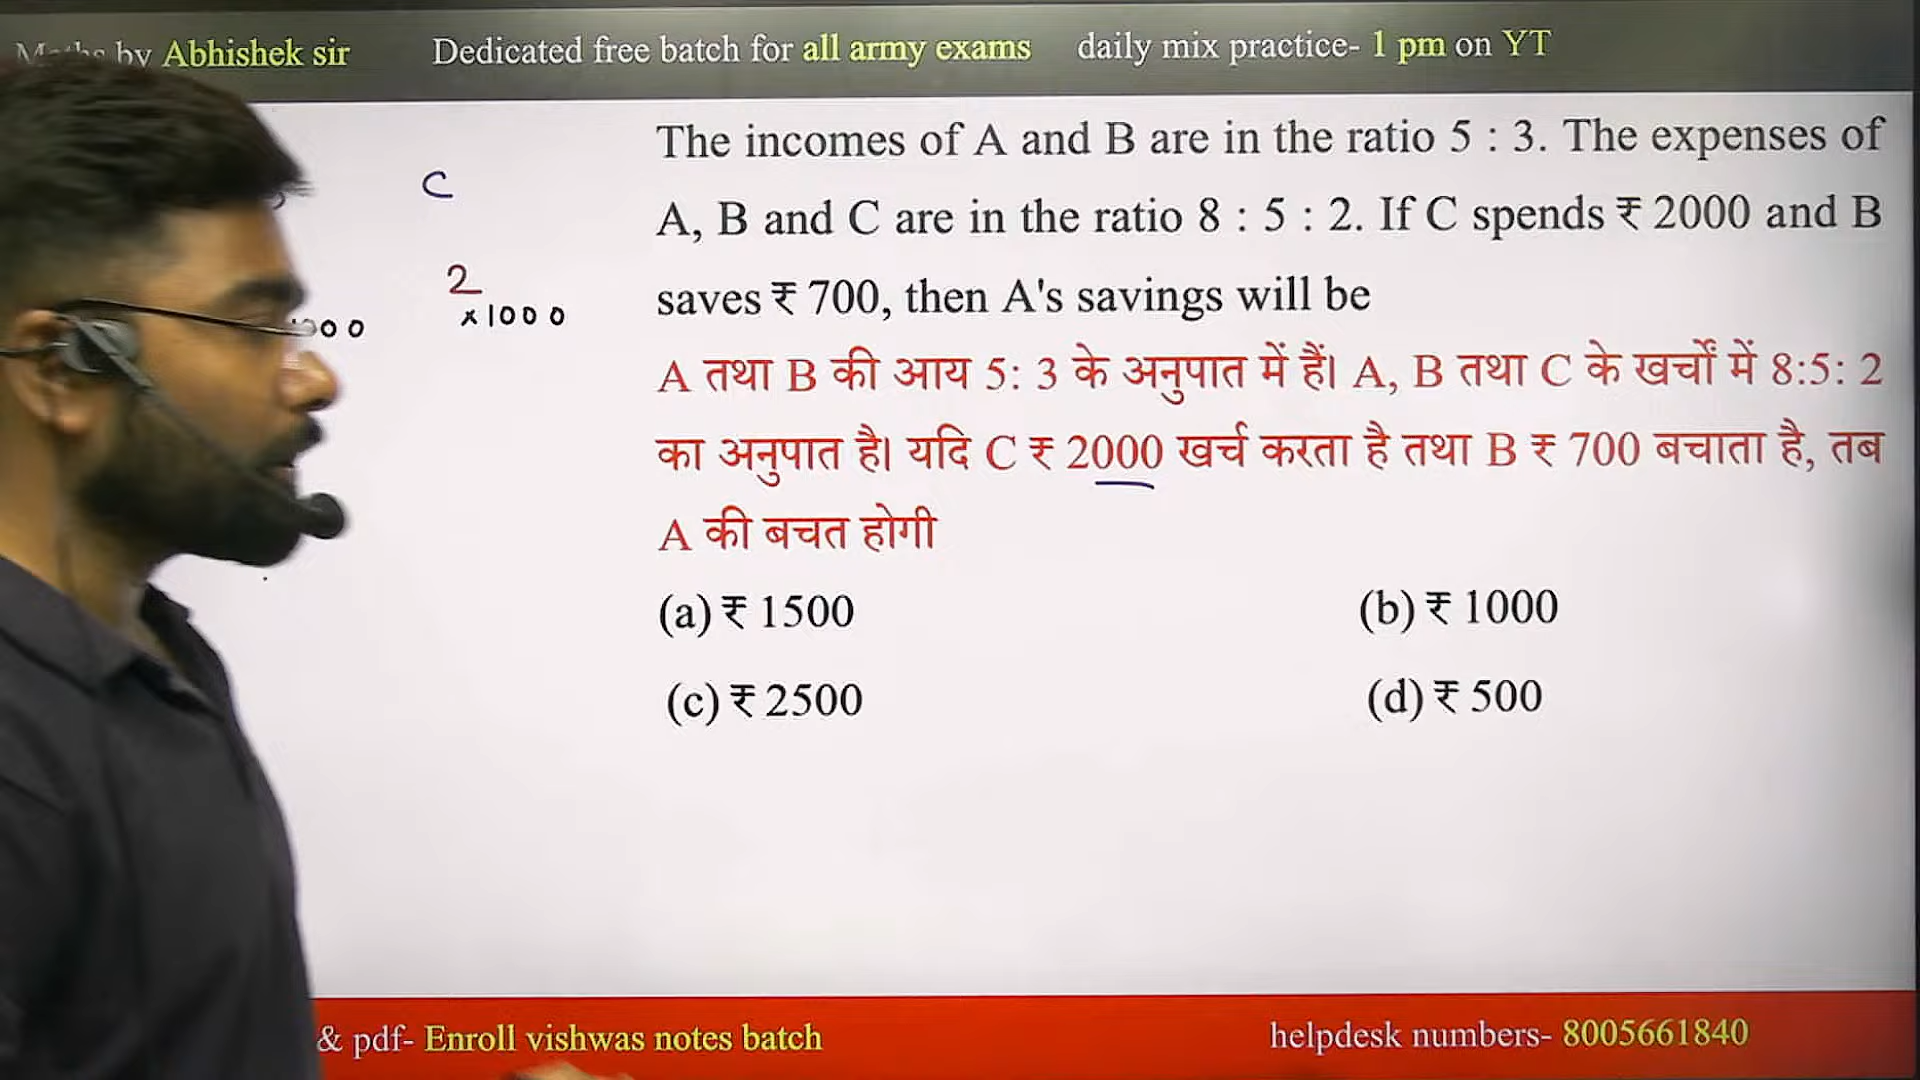 by Abhishek sir Dedicated free batch for all army exams daily mix practice- 1 pm on YT
The incomes of A and B are in the ratio 5 : 3. The expenses of
C
A, B and C are in the ratio 8 : 5 : 2. If C spends ₹ 2000 and B
2
saves ₹ 700, then A's savings will be
×1000
A तथा B की आय 5: 3 के अनुपात में हैं। A, B तथा C के खर्चों में 8:5: 2
का अनुपात है। यदि C ₹ 2000 खर्च करता है तथा B ₹ 700 बचाता है, तब
A की बचत होगी
(a) ₹ 1500 (b) ₹ 1000
(c) ₹ 2500 (d) ₹ 500
& pdf- Enroll vishwas notes batch helpdesk numbers- 8005661840